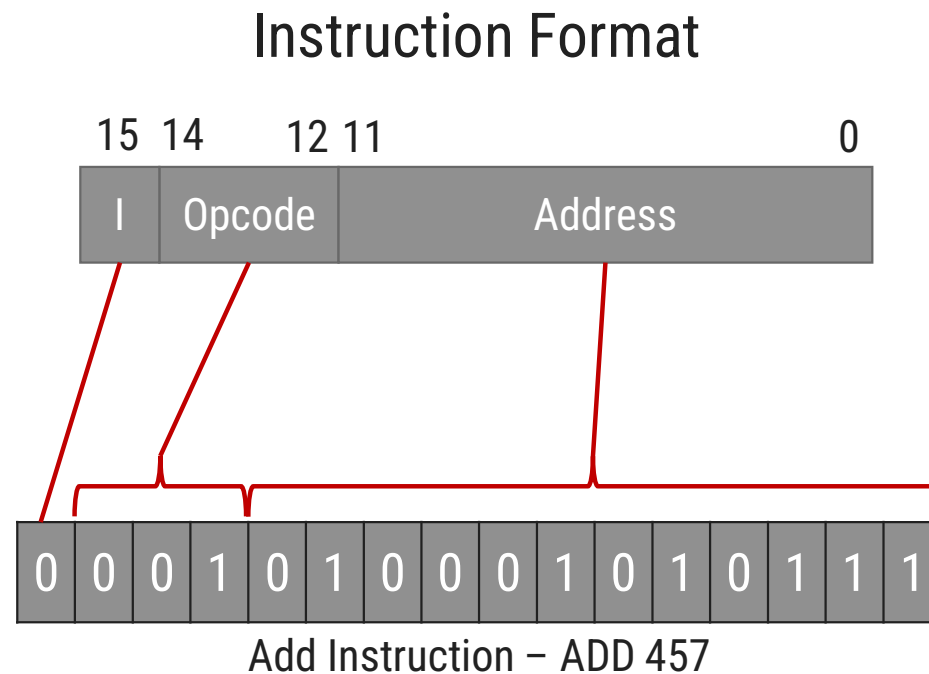 Instruction Format
15 14 12 11 0
I Opcode Address
0 0 0 1 0 1 0 0 0 1 0 1 0 1 1 1
Add Instruction – ADD 457